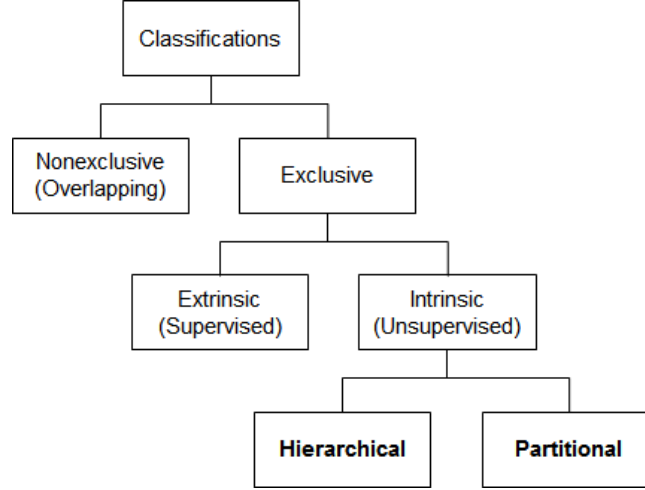 Classifications
Nonexclusive
(Overlapping)
Exclusive
Extrinsic
(Supervised)
Intrinsic
(Unsupervised)
Hierarchical
Partitional